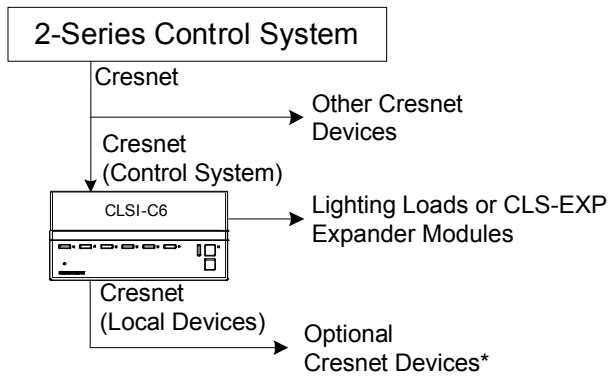 2-Series Control System
Cresnet
Other Cresnet
Devices
Cresnet
(Control System)
CLSI-C6
Lighting Loads or CLS-EXP
Expander Modules
Cresnet
(Local Devices)
Optional
Cresnet Devices*